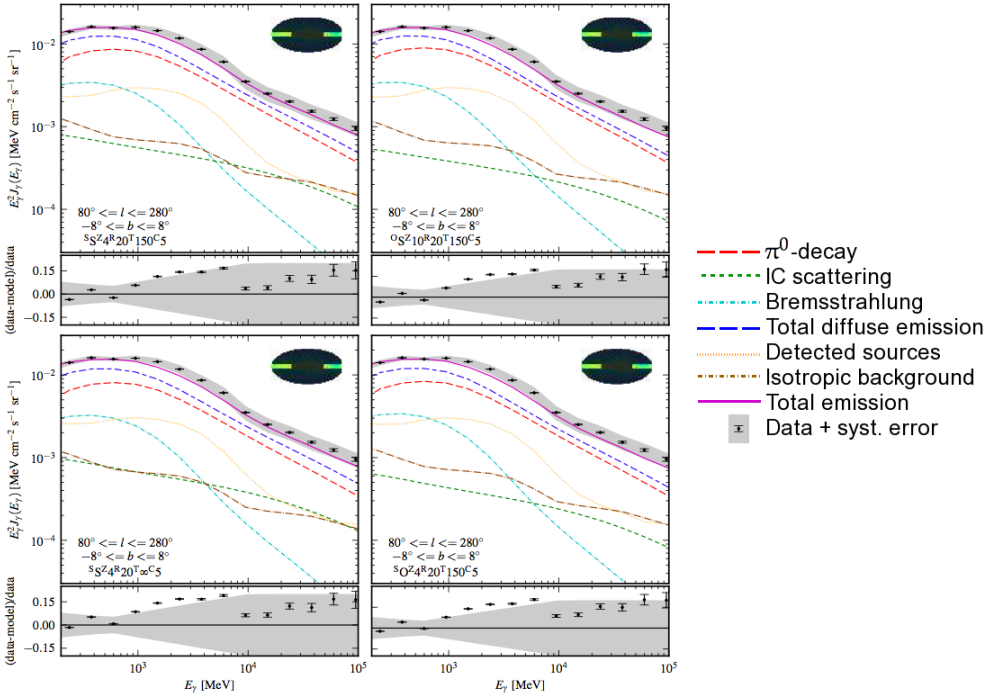 10⁻²
10⁻³
10⁻⁴
E²γ Jγ(Eγ) [MeV cm⁻² s⁻¹ sr⁻¹]
80° <= l <= 280°
−8° <= b <= 8°
ˢSᶻ4ᴿ20ᵀ150ꟲ5
80° <= l <= 280°
−8° <= b <= 8°
ᴼSᶻ10ᴿ20ᵀ150ꟲ5
(data-model)/data
0.15
0.00
−0.15
10⁻²
10⁻³
10⁻⁴
E²γ Jγ(Eγ) [MeV cm⁻² s⁻¹ sr⁻¹]
80° <= l <= 280°
−8° <= b <= 8°
ˢSᶻ4ᴿ20ᵀ∞ꟲ5
80° <= l <= 280°
−8° <= b <= 8°
ˢOᶻ4ᴿ20ᵀ150ꟲ5
(data-model)/data
0.15
0.00
−0.15
10³ 10⁴ 10⁵
Eγ [MeV]
10³ 10⁴ 10⁵
Eγ [MeV]
π⁰-decay
IC scattering
Bremsstrahlung
Total diffuse emission
Detected sources
Isotropic background
Total emission
Data + syst. error